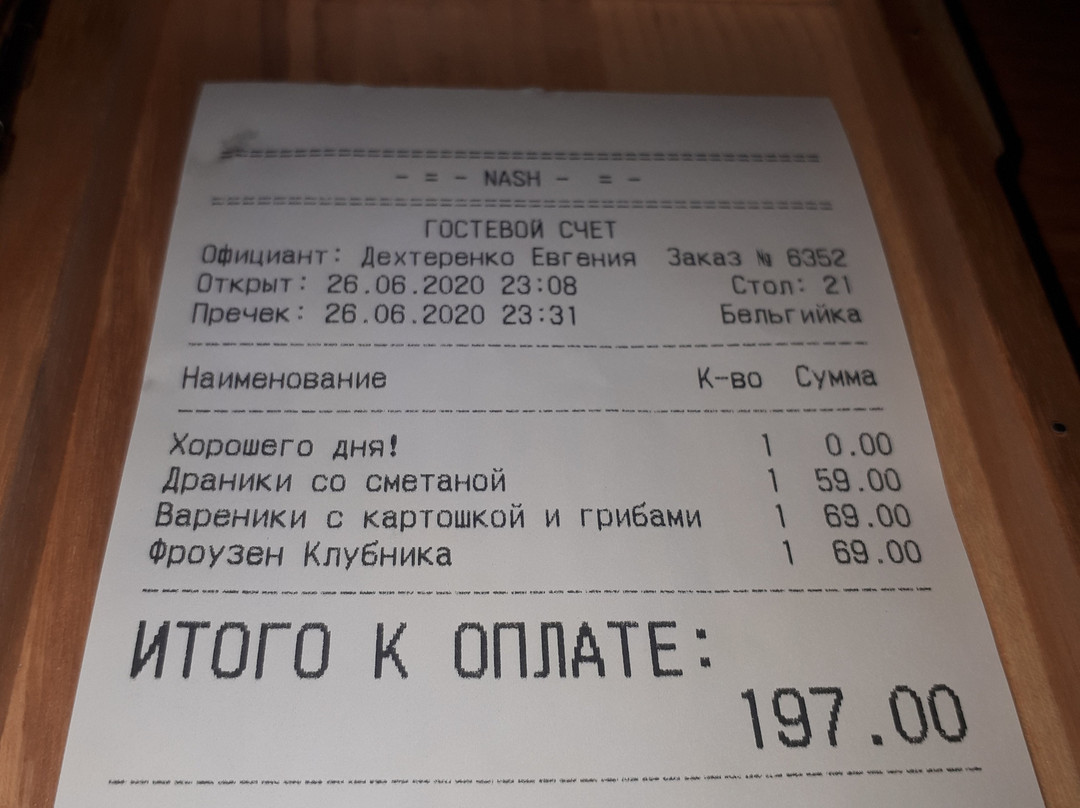 - = - NASH - = -
ГОСТЕВОЙ СЧЕТ
Официант: Дехтеренко Евгения Заказ № 6352
Открыт: 26.06.2020 23:08 Стол: 21
Пречек: 26.06.2020 23:31 Бельгийка
Наименование К-во Сумма
Хорошего дня! 1 0.00
Драники со сметаной 1 59.00
Вареники с картошкой и грибами 1 69.00
Фроузен Клубника 1 69.00
ИТОГО К ОПЛАТЕ:
197.00